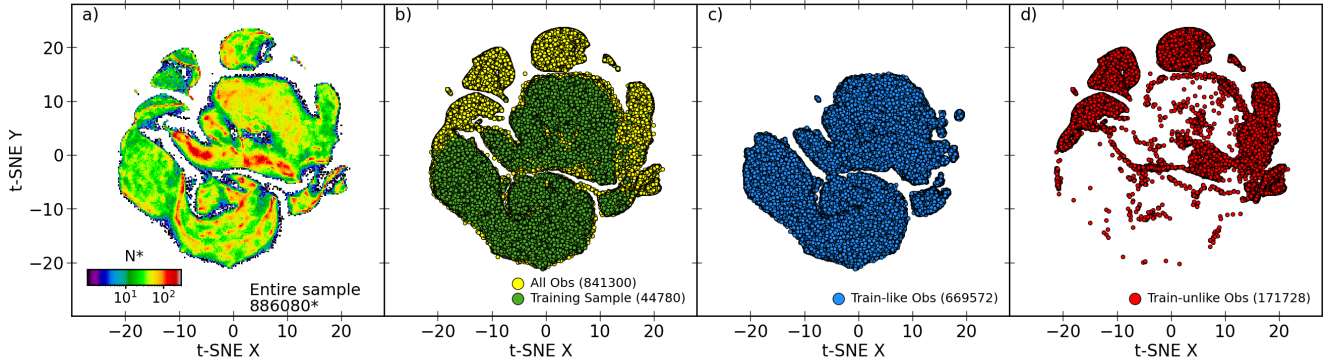 a)
b)
c)
d)
t-SNE Y
20
10
0
−10
−20
N*
10¹ 10²
Entire sample
886080*
All Obs (841300)
Training Sample (44780)
Train-like Obs (669572)
Train-unlike Obs (171728)
−20 −10 0 10 20
−20 −10 0 10 20
−20 −10 0 10 20
−20 −10 0 10 20
t-SNE X
t-SNE X
t-SNE X
t-SNE X